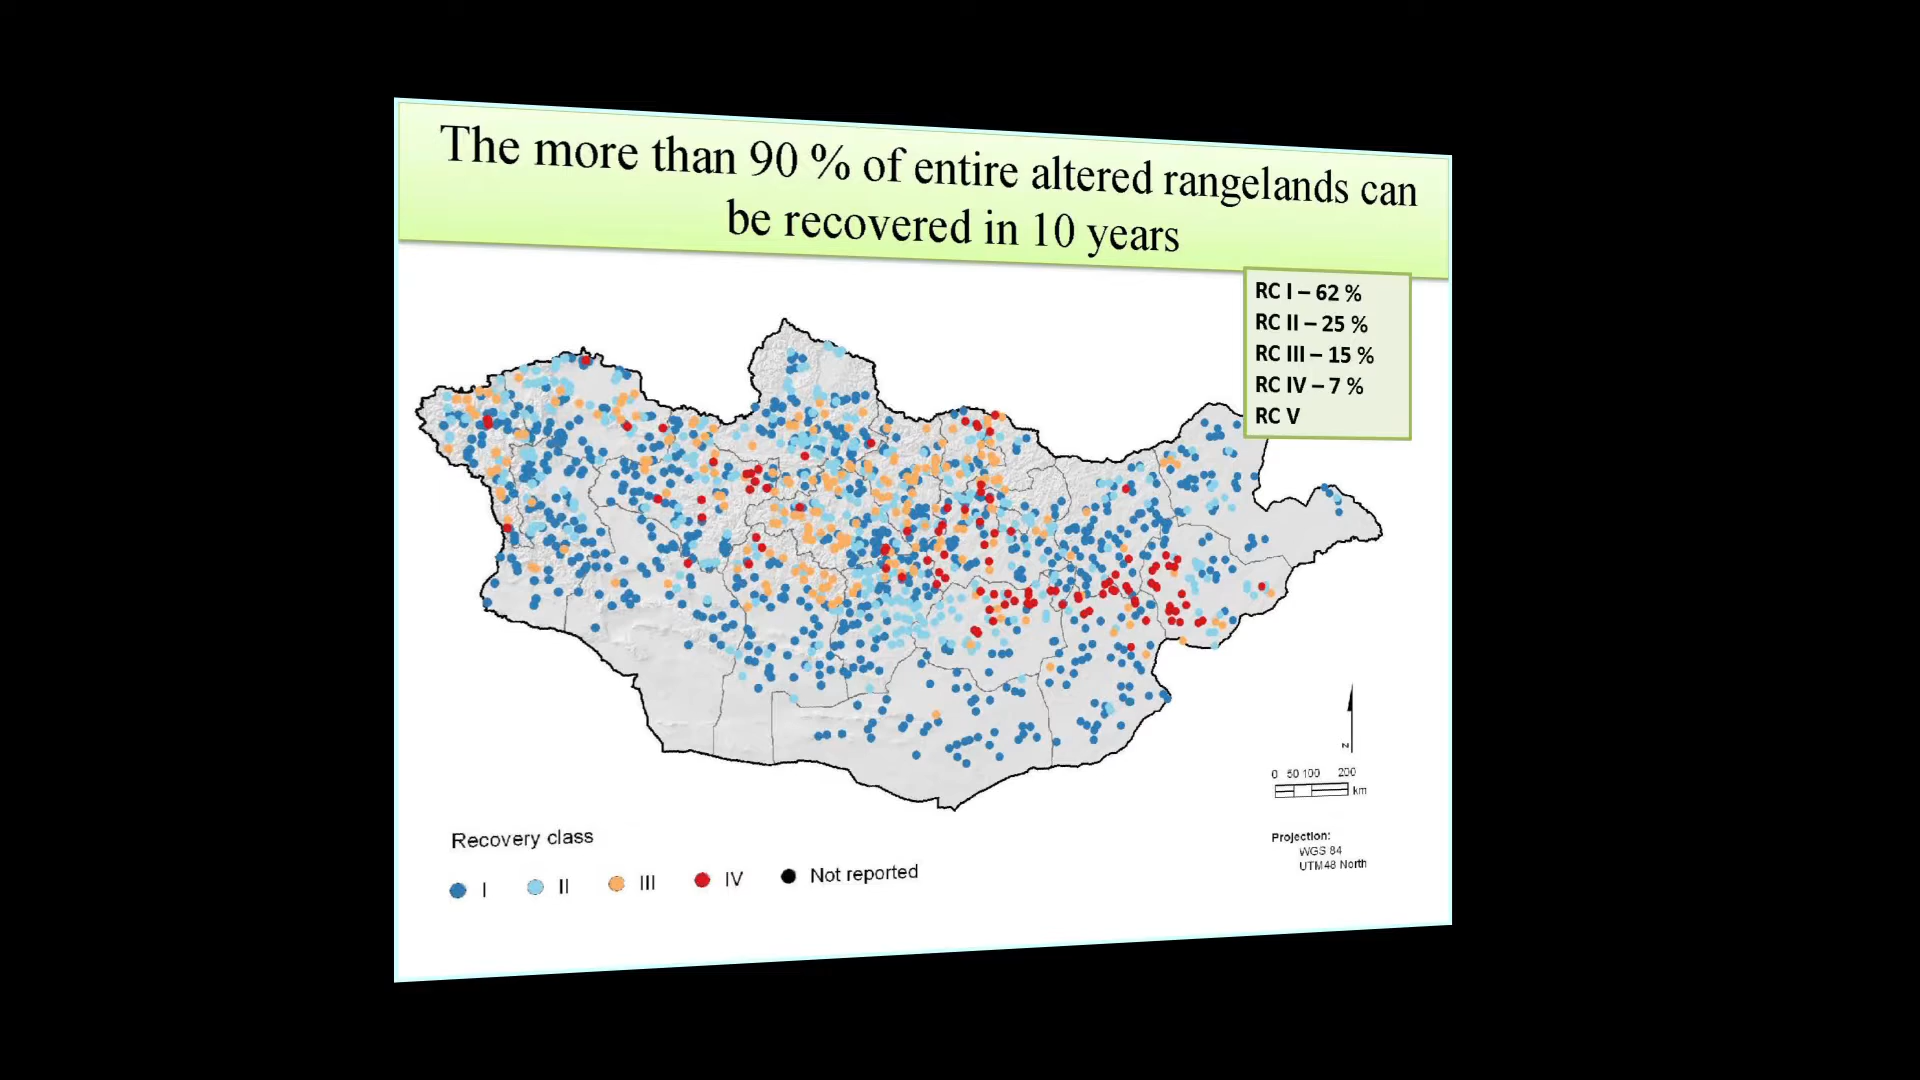 The more than 90 % of entire altered rangelands can
be recovered in 10 years
RC I – 62 %
RC II – 25 %
RC III – 15 %
RC IV – 7 %
RC V
N
0 50 100 200
km
Projection:
WGS 84
UTM48 North
Recovery class
I II III IV Not reported